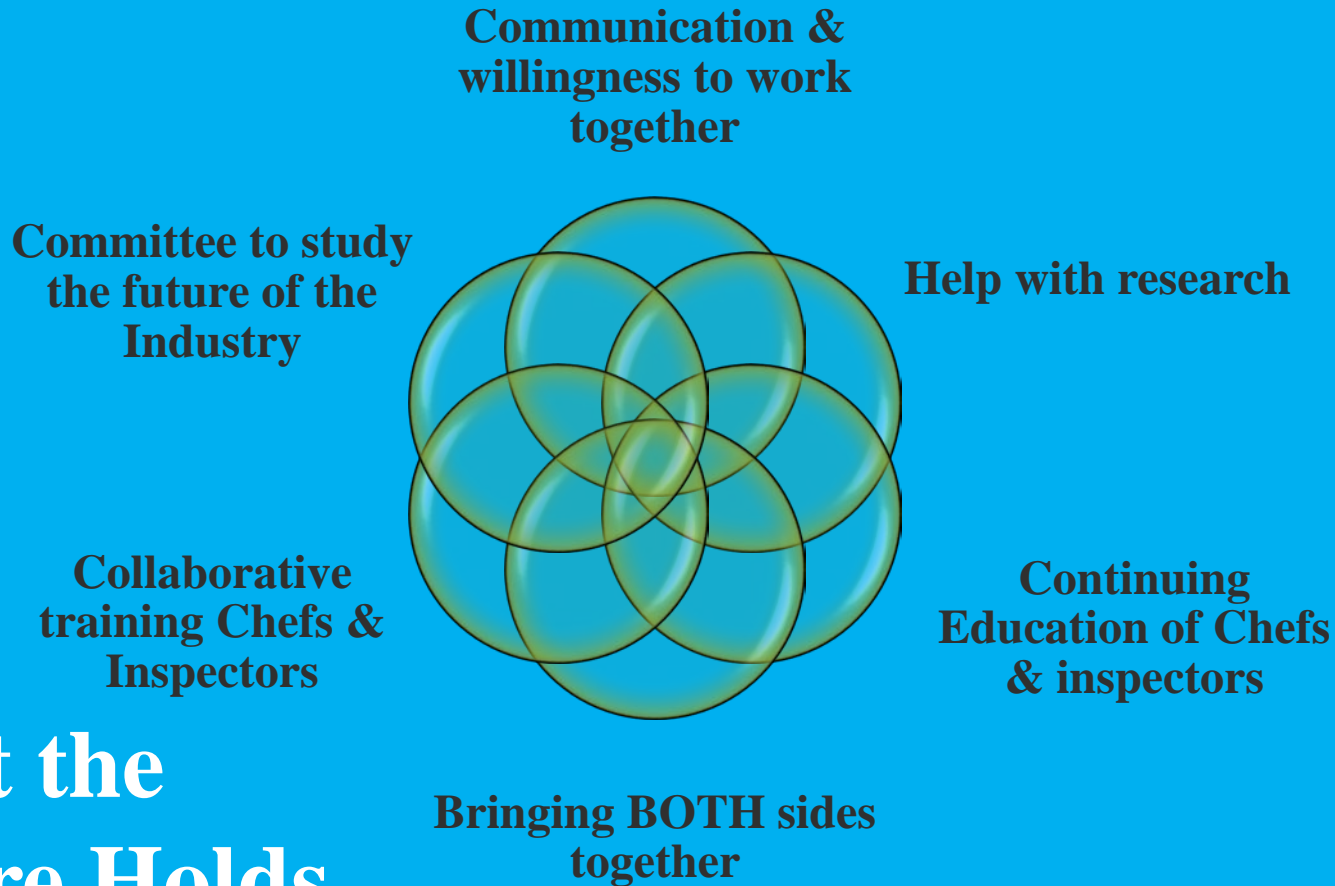 Communication &
willingness to work
together
Committee to study
the future of the
Industry
Help with research
Collaborative
training Chefs &
Inspectors
Continuing
Education of Chefs
& inspectors
the
Holds
Bringing BOTH sides
together